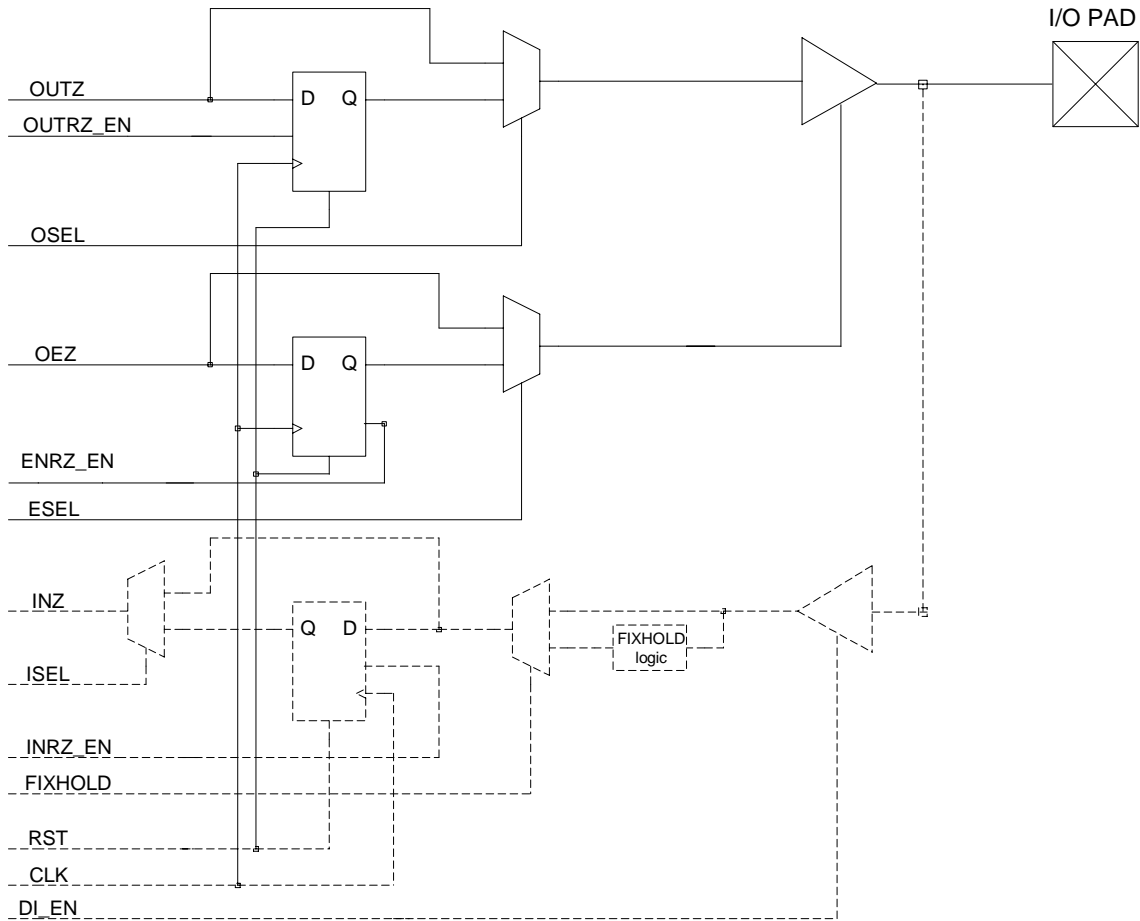 I/O PAD
OUTZ
D Q
OUTRZ_EN
OSEL
OEZ
D Q
ENRZ_EN
ESEL
INZ
Q D
FIXHOLD
logic
ISEL
INRZ_EN
FIXHOLD
RST
CLK
DI_EN